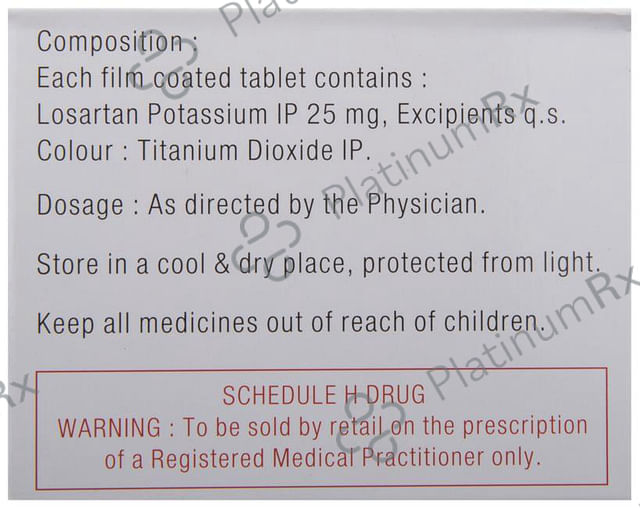 Composition :
Each film coated tablet contains :
Losartan Potassium IP 25 mg, Excipients q.s.
Colour : Titanium Dioxide IP.
Dosage : As directed by the Physician.
Store in a cool & dry place, protected from light.
Keep all medicines out of reach of children.
SCHEDULE H DRUG
WARNING : To be sold by retail on the prescription
of a Registered Medical Practitioner only.
PlatinumRx
PlatinumRx